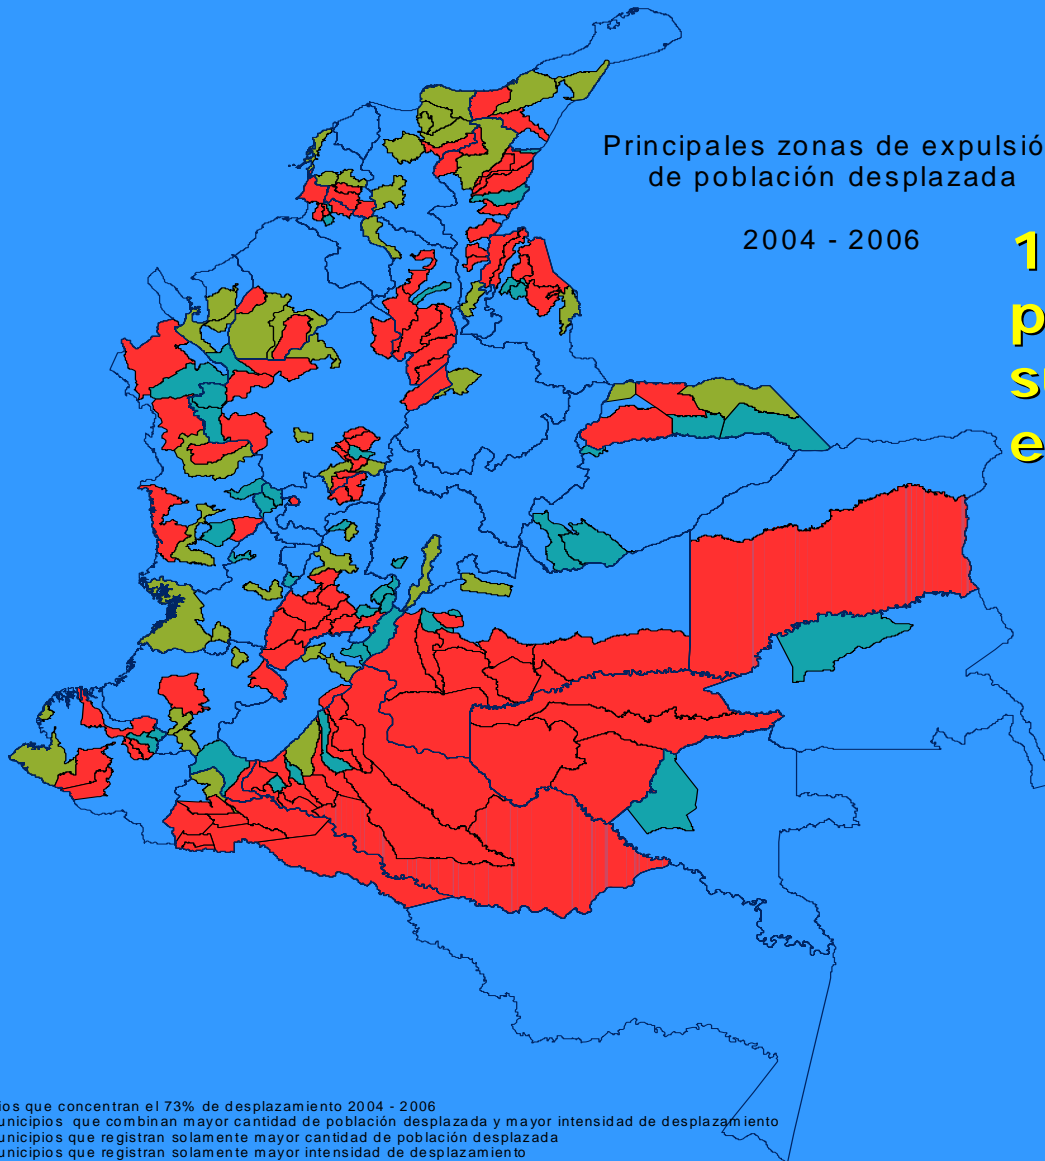 Principales zonas de expulsió
de población desplazada
2004 - 2006
1
p
s
e
ios que concentran el 73% de desplazamiento 2004 - 2006
unicipios que combinan mayor cantidad de población desplazada y mayor intensidad de desplazamiento
unicipios que registran solamente mayor cantidad de población desplazada
unicipios que registran solamente mayor intensidad de desplazamiento